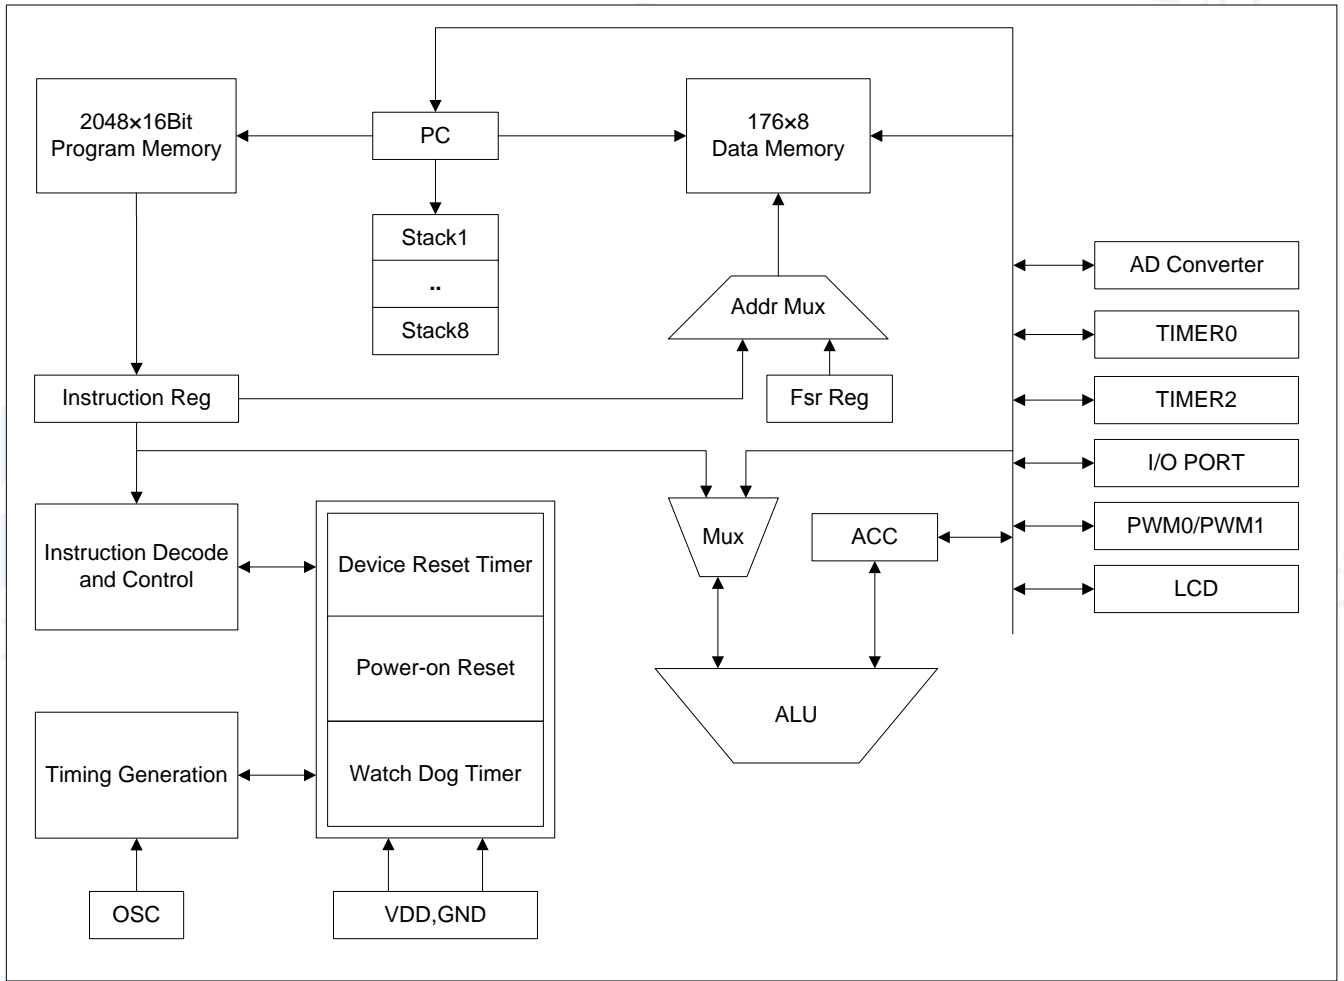 2048×16Bit
Program Memory
PC
176×8
Data Memory
Stack1
..
Stack8
Addr Mux
AD Converter
TIMER0
Instruction Reg
Fsr Reg
TIMER2
I/O PORT
Instruction Decode
and Control
Device Reset Timer
Mux
ACC
PWM0/PWM1
LCD
Power-on Reset
ALU
Timing Generation
Watch Dog Timer
OSC
VDD,GND